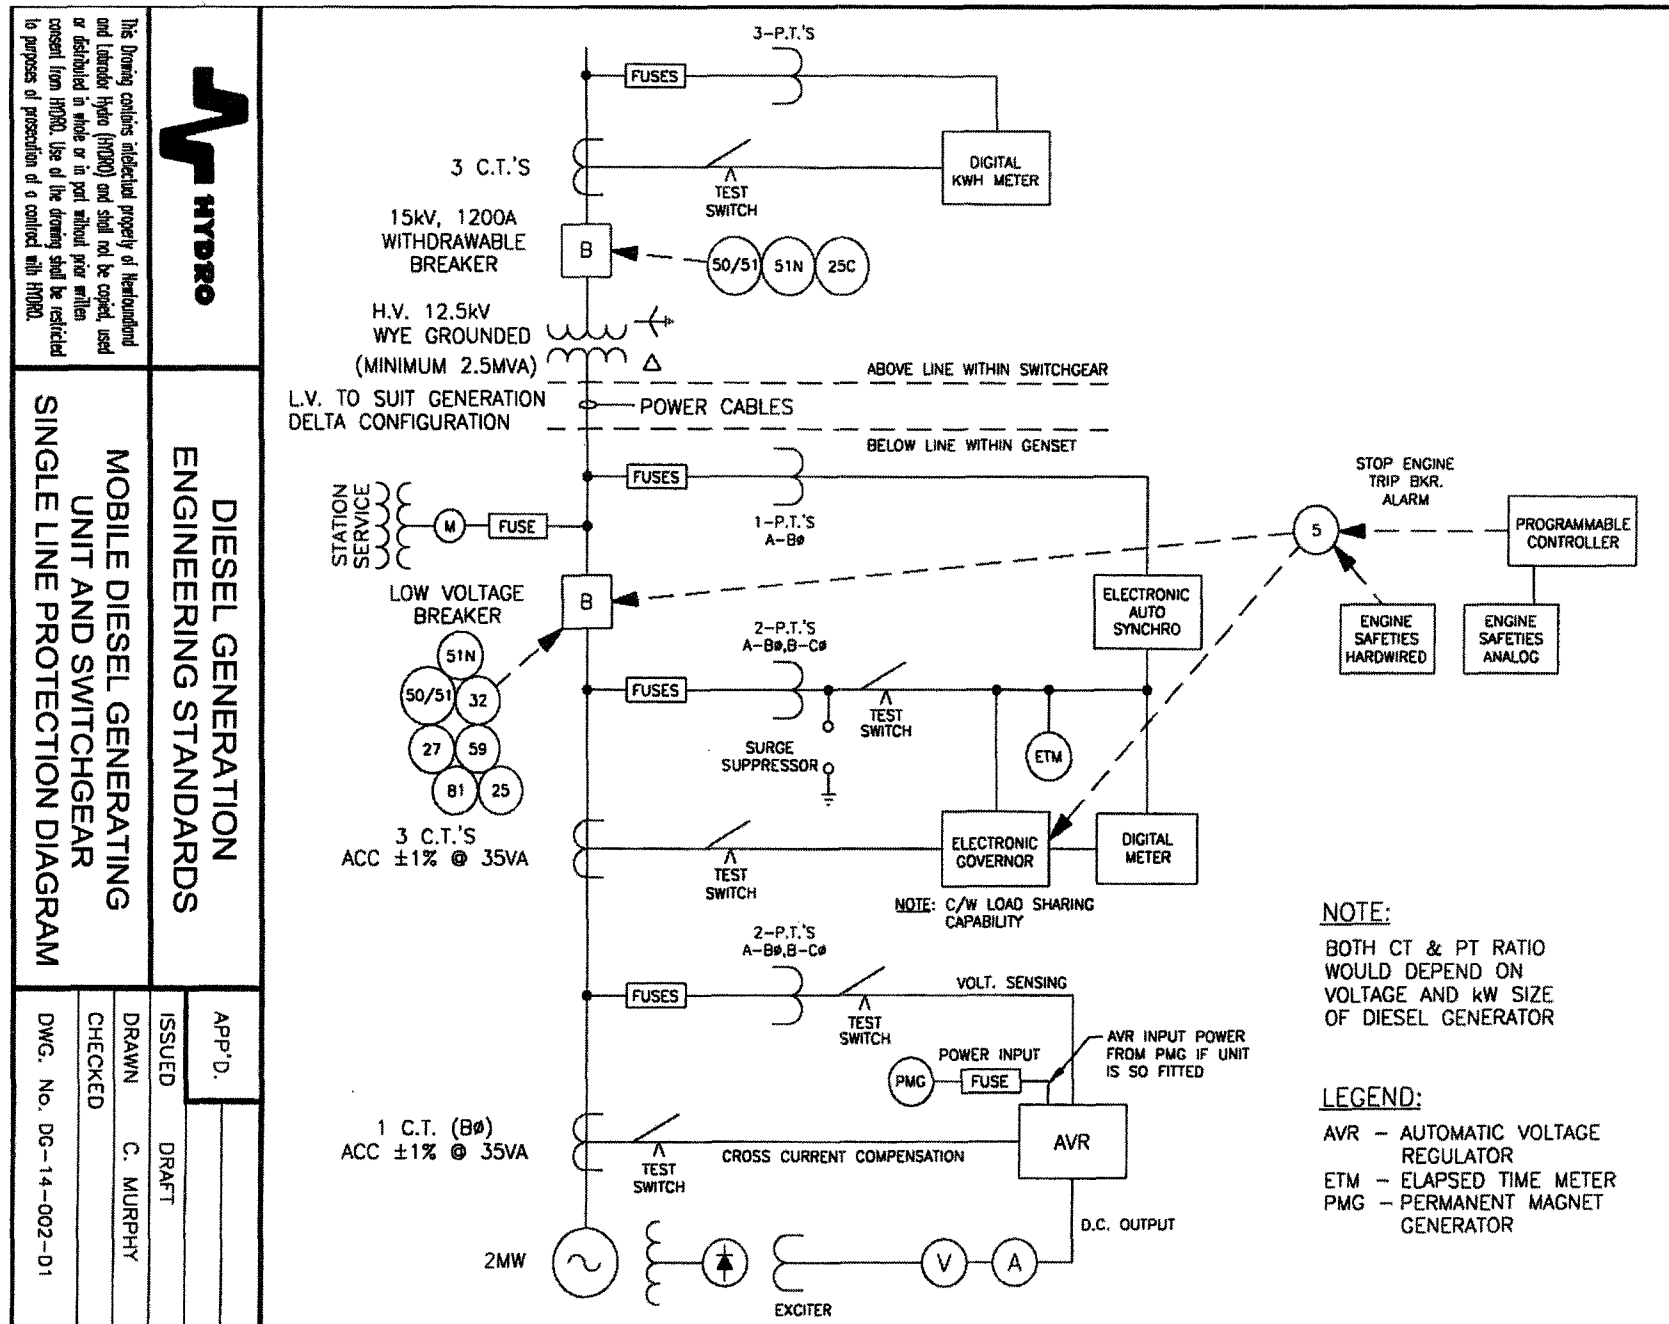 This Drawing contains intellectual property of Newfoundland
and Labrador Hydro (HYDRO) and shall not be copied, used
or distributed in whole or in part without prior written
consent from HYDRO. Use of the drawing shall be restricted
to purposes of prosecution of a contract with HYDRO.
HYDRO
DIESEL GENERATION
ENGINEERING STANDARDS
MOBILE DIESEL GENERATING
UNIT AND SWITCHGEAR
SINGLE LINE PROTECTION DIAGRAM
APP'D.
ISSUED DRAFT
DRAWN C. MURPHY
CHECKED
DWG. No. DG-14-002-D1
3-P.T.'S
FUSES
3 C.T.'S
TEST
SWITCH
DIGITAL
KWH METER
15kV, 1200A
WITHDRAWABLE
BREAKER
B
50/51
51N
25C
H.V. 12.5kV
WYE GROUNDED
(MINIMUM 2.5MVA)
Δ
ABOVE LINE WITHIN SWITCHGEAR
L.V. TO SUIT GENERATION
DELTA CONFIGURATION
POWER CABLES
BELOW LINE WITHIN GENSET
FUSES
1-P.T.'S
A-BØ
STATION
SERVICE
M
FUSE
STOP ENGINE
TRIP BKR.
ALARM
5
PROGRAMMABLE
CONTROLLER
ENGINE
SAFETIES
HARDWIRED
ENGINE
SAFETIES
ANALOG
LOW VOLTAGE
BREAKER
B
ELECTRONIC
AUTO
SYNCHRO
51N
50/51
32
27
59
81
25
2-P.T.'S
A-BØ,B-CØ
FUSES
TEST
SWITCH
SURGE
SUPPRESSOR
ETM
3 C.T.'S
ACC ±1% @ 35VA
TEST
SWITCH
ELECTRONIC
GOVERNOR
DIGITAL
METER
NOTE: C/W LOAD SHARING
CAPABILITY
2-P.T.'S
A-BØ,B-CØ
FUSES
TEST
SWITCH
VOLT. SENSING
PMG
POWER INPUT
FUSE
AVR INPUT POWER
FROM PMG IF UNIT
IS SO FITTED
1 C.T. (BØ)
ACC ±1% @ 35VA
TEST
SWITCH
CROSS CURRENT COMPENSATION
AVR
D.C. OUTPUT
2MW
EXCITER
V
A
NOTE:
BOTH CT & PT RATIO
WOULD DEPEND ON
VOLTAGE AND kW SIZE
OF DIESEL GENERATOR
LEGEND:
AVR - AUTOMATIC VOLTAGE
REGULATOR
ETM - ELAPSED TIME METER
PMG - PERMANENT MAGNET
GENERATOR